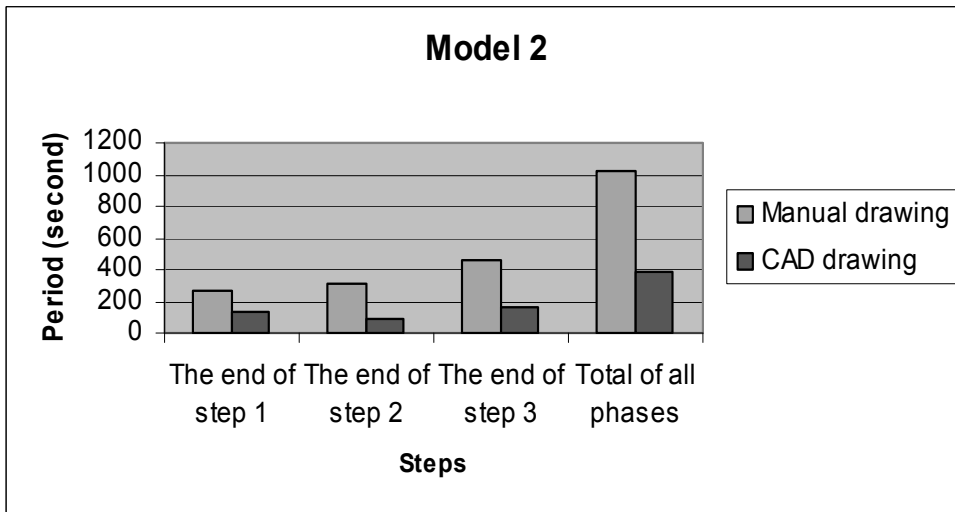 Model 2
Period (second)
1200
1000
800
600
400
200
0
The end of The end of The end of Total of all
step 1 step 2 step 3 phases
Steps
Manual drawing
CAD drawing